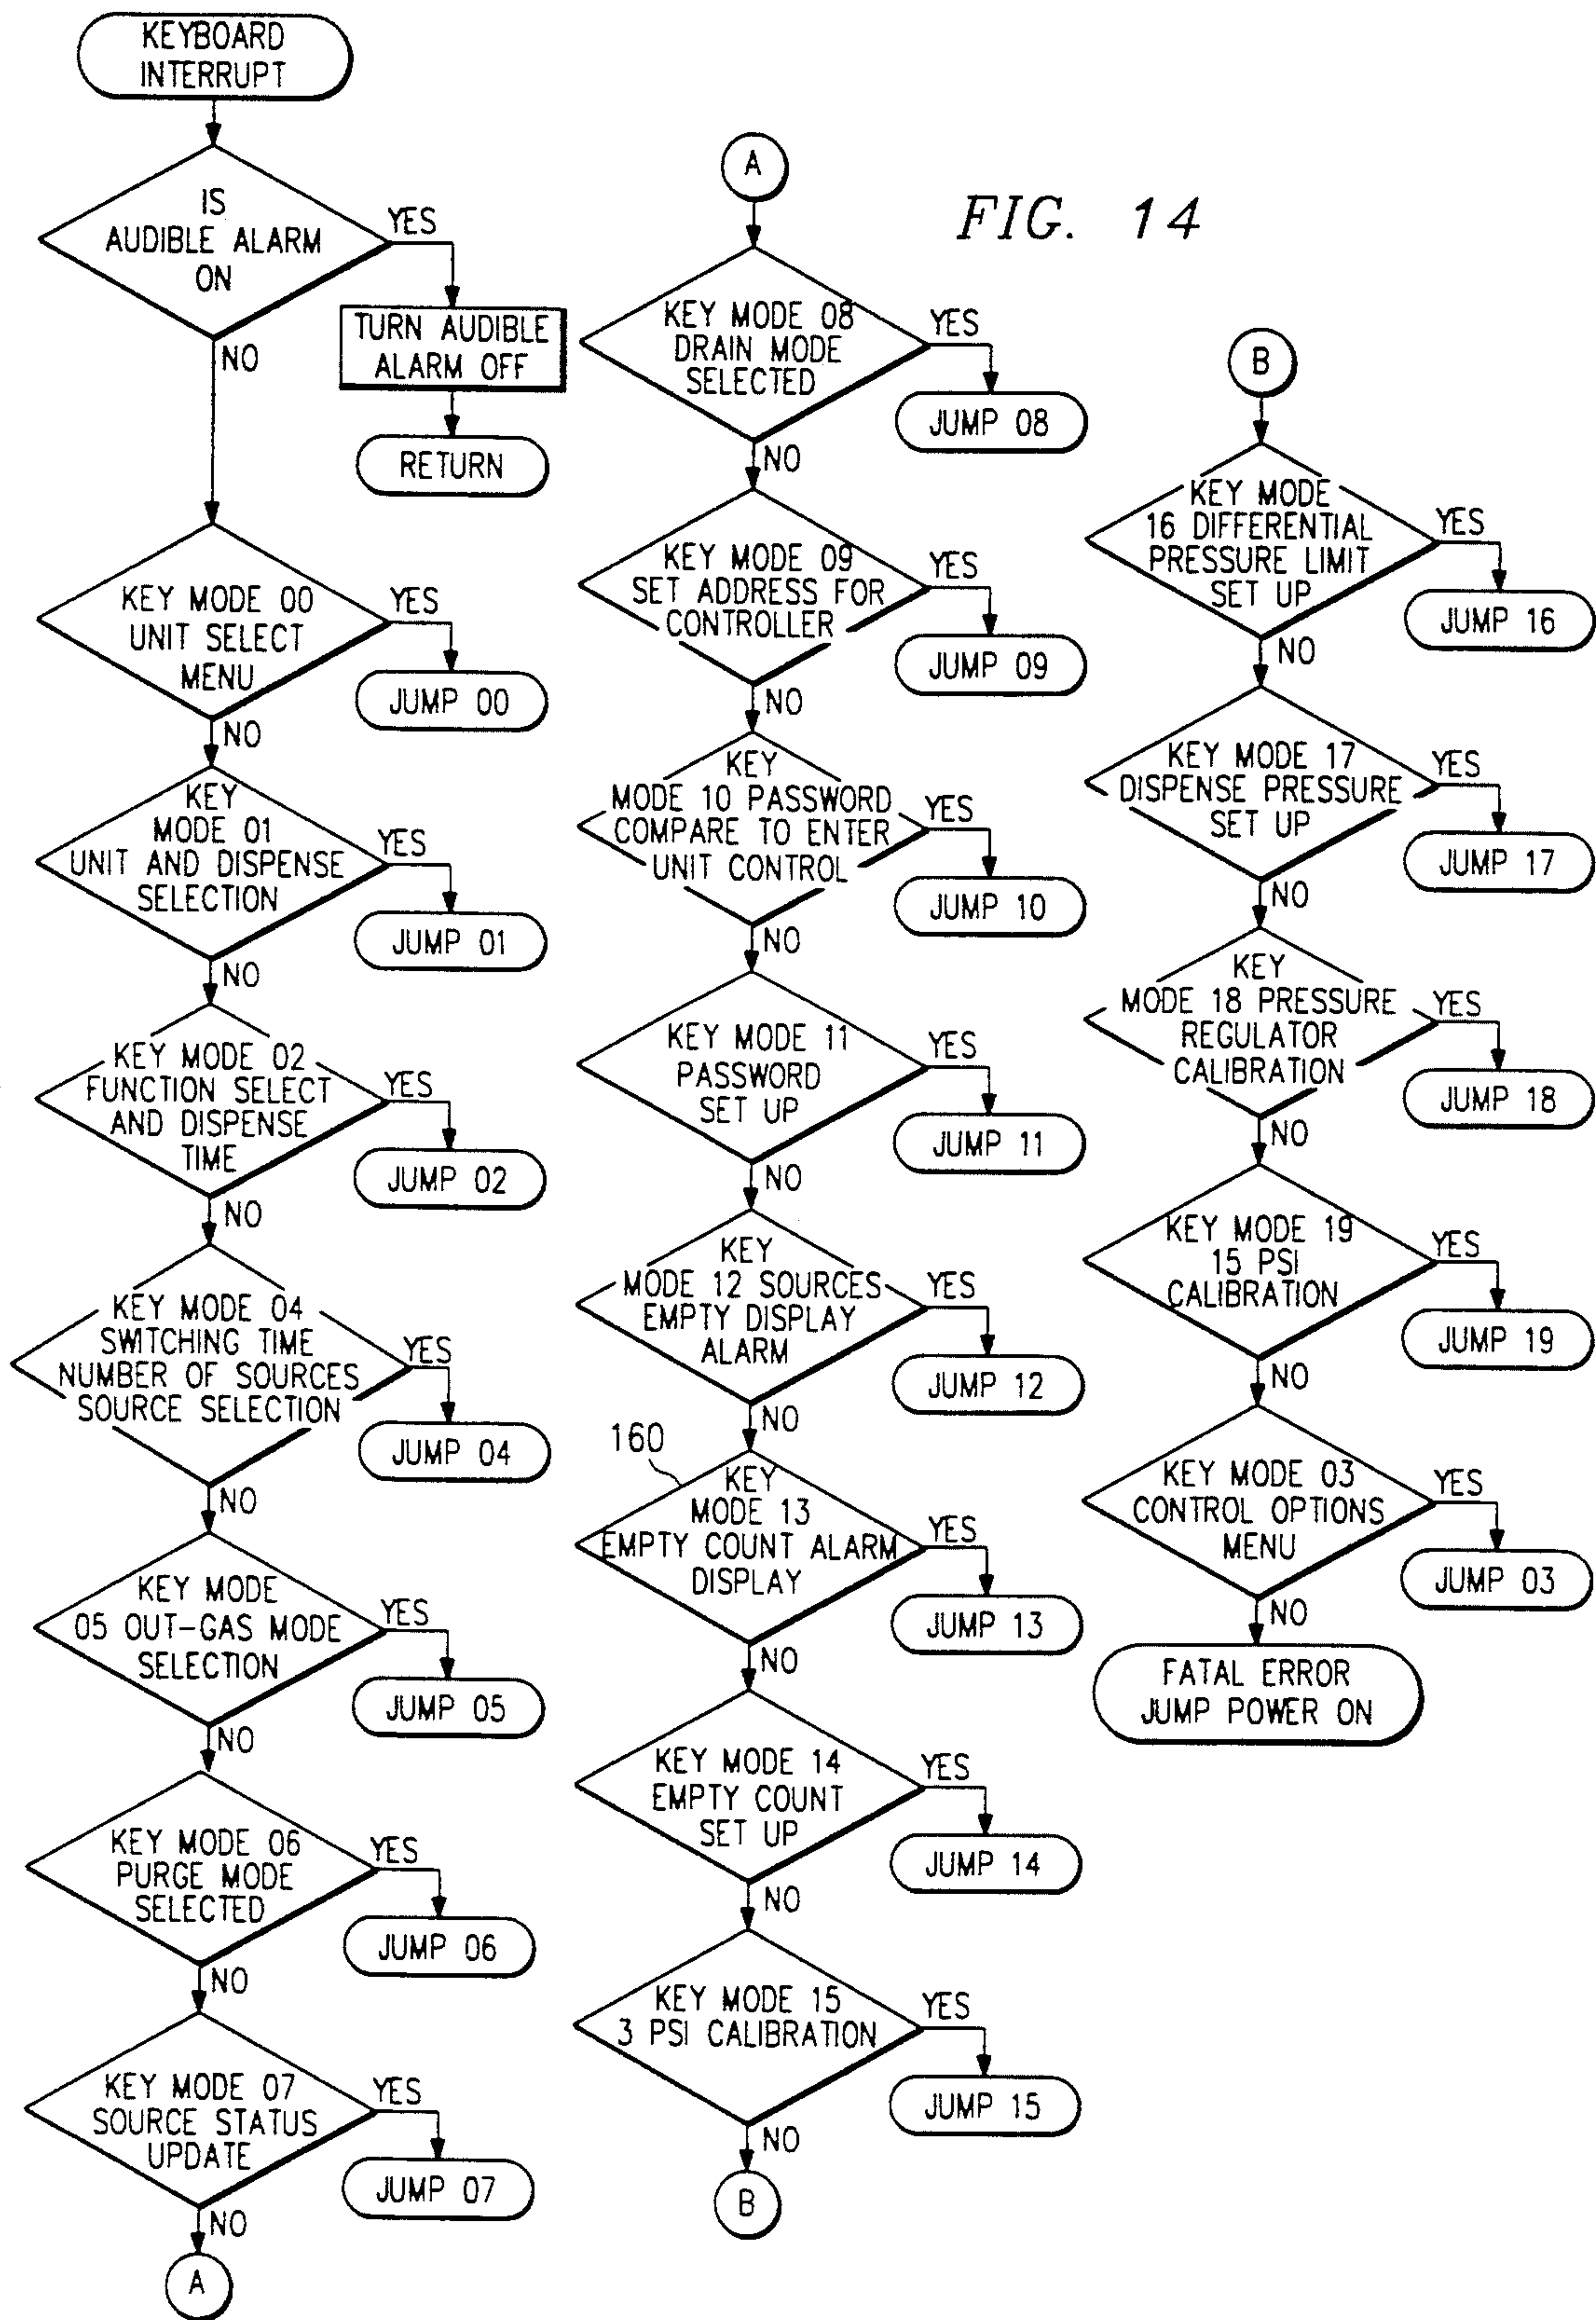 KEYBOARD
INTERRUPT
IS
AUDIBLE ALARM
ON
YES
TURN AUDIBLE
ALARM OFF
RETURN
NO
KEY MODE 00
UNIT SELECT
MENU
YES
JUMP 00
NO
KEY
MODE 01
UNIT AND DISPENSE
SELECTION
YES
JUMP 01
NO
KEY MODE 02
FUNCTION SELECT
AND DISPENSE
TIME
YES
JUMP 02
NO
KEY MODE 04
SWITCHING TIME
NUMBER OF SOURCES
SOURCE SELECTION
YES
JUMP 04
NO
KEY MODE
05 OUT-GAS MODE
SELECTION
YES
JUMP 05
NO
KEY MODE 06
PURGE MODE
SELECTED
YES
JUMP 06
NO
KEY MODE 07
SOURCE STATUS
UPDATE
YES
JUMP 07
NO
A
FIG. 14
A
KEY MODE 08
DRAIN MODE
SELECTED
YES
JUMP 08
NO
KEY MODE 09
SET ADDRESS FOR
CONTROLLER
YES
JUMP 09
NO
KEY
MODE 10 PASSWORD
COMPARE TO ENTER
UNIT CONTROL
YES
JUMP 10
NO
KEY MODE 11
PASSWORD
SET UP
YES
JUMP 11
NO
KEY
MODE 12 SOURCES
EMPTY DISPLAY
ALARM
YES
JUMP 12
NO
160
KEY
MODE 13
EMPTY COUNT ALARM
DISPLAY
YES
JUMP 13
NO
KEY MODE 14
EMPTY COUNT
SET UP
YES
JUMP 14
NO
KEY MODE 15
3 PSI CALIBRATION
YES
JUMP 15
NO
B
B
KEY MODE
16 DIFFERENTIAL
PRESSURE LIMIT
SET UP
YES
JUMP 16
NO
KEY MODE 17
DISPENSE PRESSURE
SET UP
YES
JUMP 17
NO
KEY
MODE 18 PRESSURE
REGULATOR
CALIBRATION
YES
JUMP 18
NO
KEY MODE 19
15 PSI
CALIBRATION
YES
JUMP 19
NO
KEY MODE 03
CONTROL OPTIONS
MENU
YES
JUMP 03
NO
FATAL ERROR
JUMP POWER ON